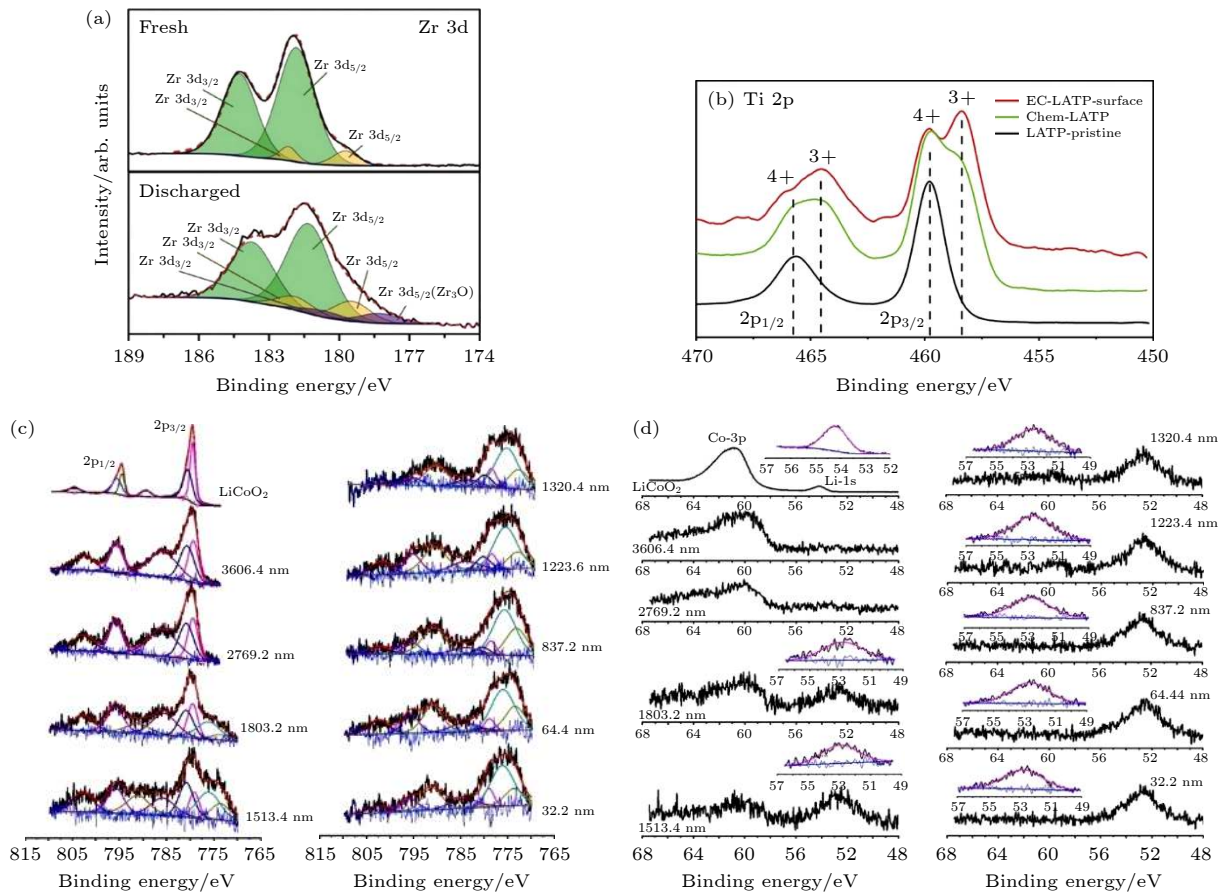 (a)
Fresh
Zr 3d
Zr 3d3/2
Zr 3d3/2
Zr 3d5/2
Zr 3d5/2
Discharged
Zr 3d3/2
Zr 3d3/2
Zr 3d3/2
Zr 3d5/2
Zr 3d5/2
Zr 3d5/2(Zr3O)
Intensity/arb. units
189 186 183 180 177 174
Binding energy/eV
(b) Ti 2p
EC-LATP-surface
Chem-LATP
LATP-pristine
4+ 3+ 4+ 3+
2p1/2 2p3/2
470 465 460 455 450
Binding energy/eV
(c)
2p3/2
2p1/2
LiCoO2
3606.4 nm
2769.2 nm
1803.2 nm
1513.4 nm
815 805 795 785 775 765
Binding energy/eV
1320.4 nm
1223.6 nm
837.2 nm
64.4 nm
32.2 nm
815 805 795 785 775 765
Binding energy/eV
(d)
Co-3p
57 56 55 54 53 52
Li-1s
LiCoO2
68 64 60 56 52 48
3606.4 nm
68 64 60 56 52 48
2769.2 nm
68 64 60 56 52 48
57 55 53 51 49
1803.2 nm
68 64 60 56 52 48
57 55 53 51 49
1513.4 nm
68 64 60 56 52 48
Binding energy/eV
1320.4 nm
57 55 53 51 49
68 64 60 56 52 48
1223.4 nm
57 55 53 51 49
68 64 60 56 52 48
837.2 nm
57 55 53 51 49
68 64 60 56 52 48
64.44 nm
57 55 53 51 49
68 64 60 56 52 48
32.2 nm
57 55 53 51 49
68 64 60 56 52 48
Binding energy/eV